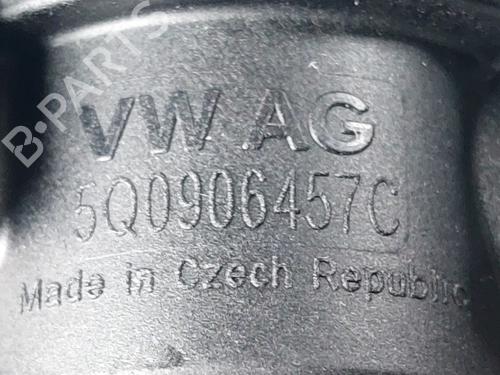 B-PARTS
VW AG
5Q0906457C
Made in Czech Republic